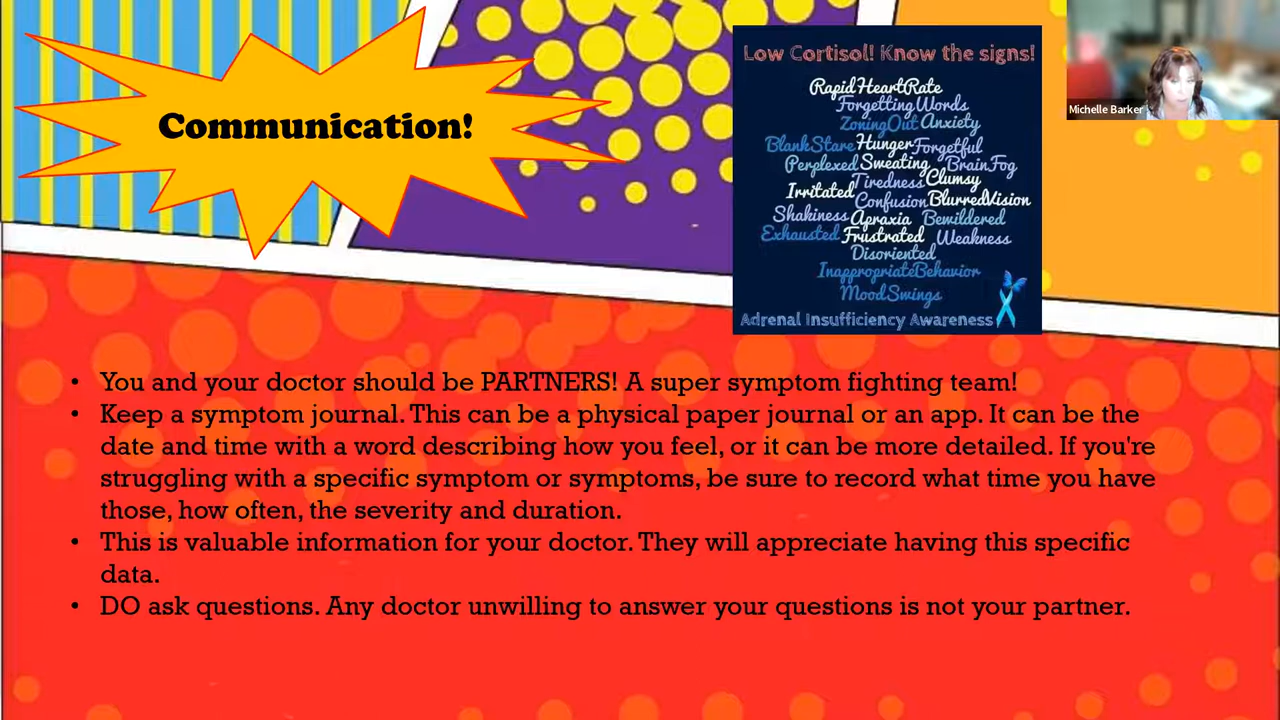 Communication!
Low Cortisol! Know the signs!
RapidHeartRate
ForgettingWords
ZoningOut Anxiety
BlankStare Hunger Forgetful
Perplexed Sweating BrainFog
Tiredness Clumsy
Irritated Confusion BlurredVision
Shakiness Apraxia Bewildered
Exhausted Frustrated Weakness
Disoriented
InappropriateBehavior
MoodSwings
Adrenal Insufficiency Awareness
Michelle Barker
• You and your doctor should be PARTNERS! A super symptom fighting team!
• Keep a symptom journal. This can be a physical paper journal or an app. It can be the
date and time with a word describing how you feel, or it can be more detailed. If you're
struggling with a specific symptom or symptoms, be sure to record what time you have
those, how often, the severity and duration.
• This is valuable information for your doctor. They will appreciate having this specific
data.
• DO ask questions. Any doctor unwilling to answer your questions is not your partner.